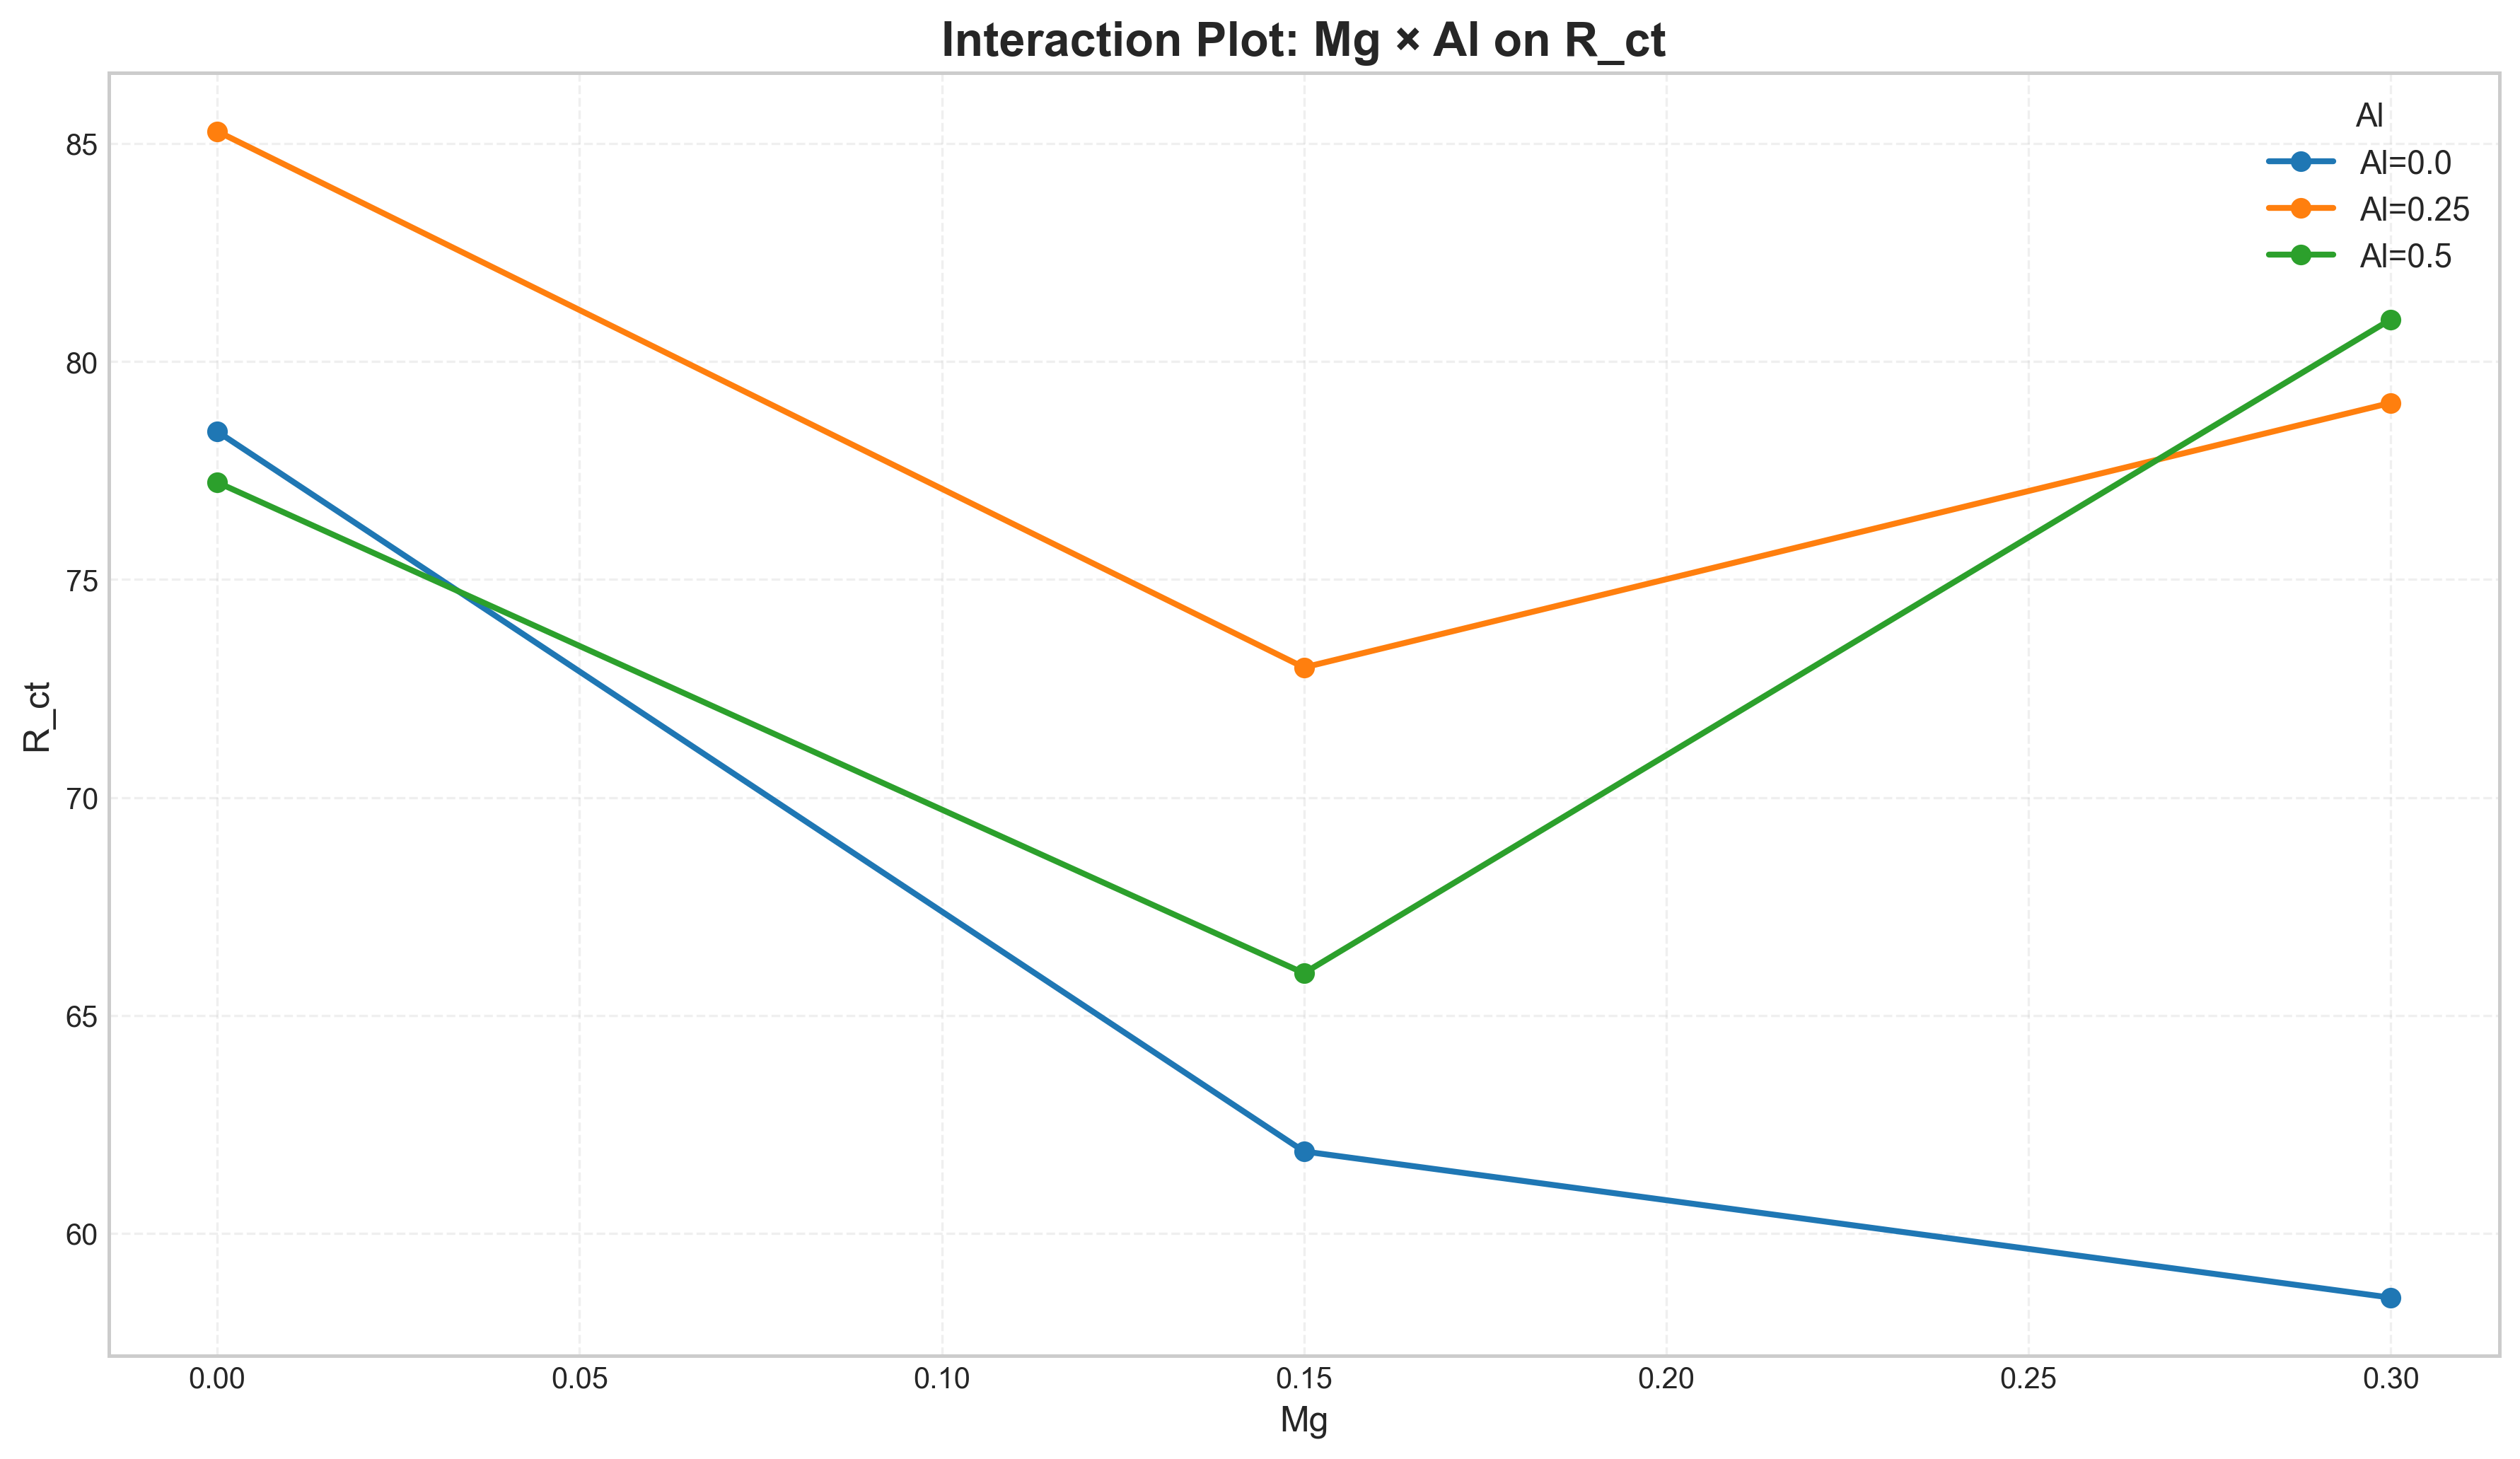 Interaction Plot: Mg × Al on R_ct
Al
Al=0.0
Al=0.25
Al=0.5
R_ct
85
80
75
70
65
60
0.00 0.05 0.10 0.15 0.20 0.25 0.30
Mg